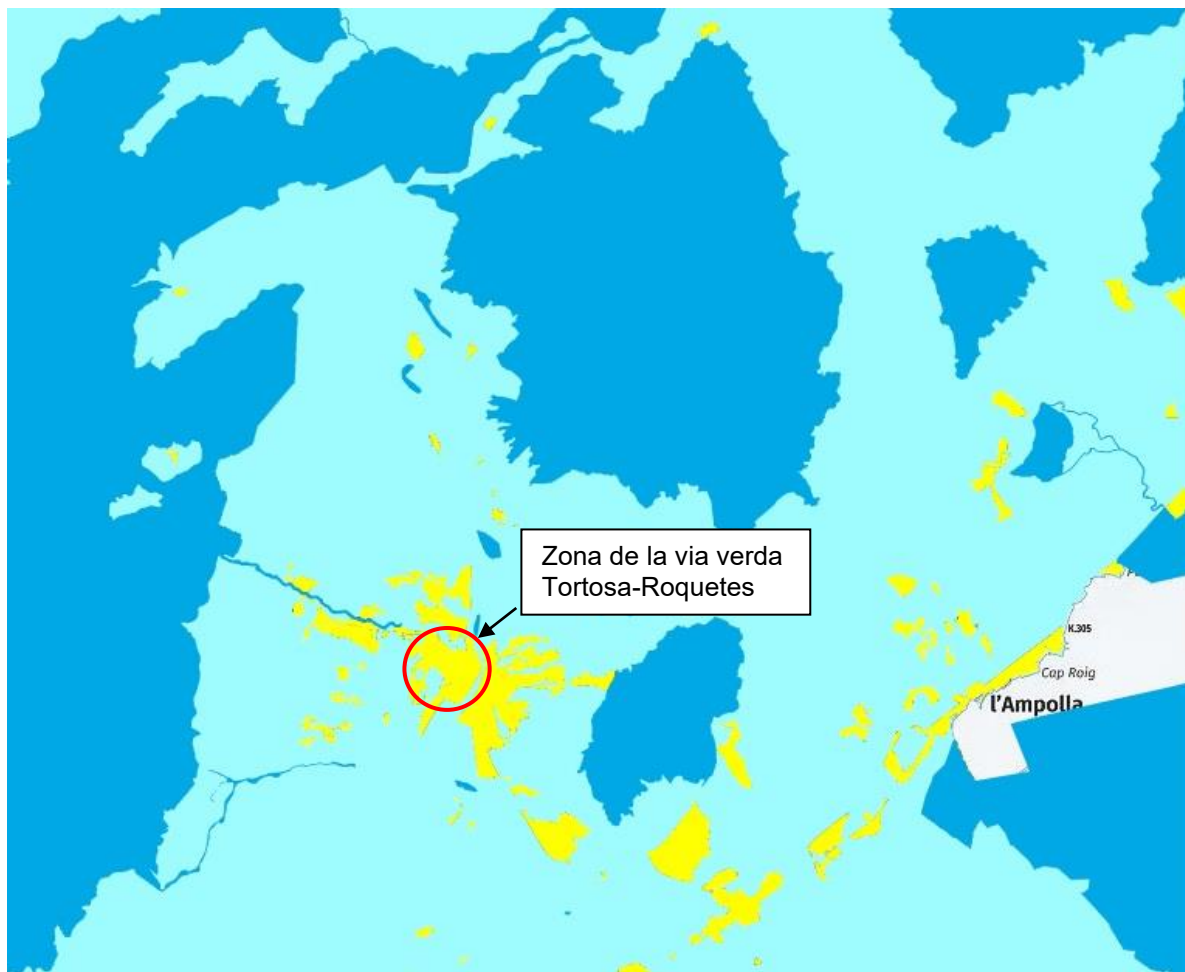 Zona de la via verda
Tortosa-Roquetes
K.305
Cap Roig
l'Ampolla